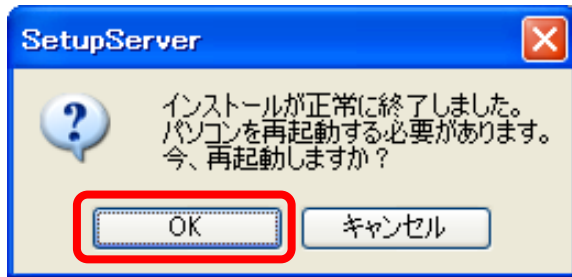 SetupServer
インストールが正常に終了しました。
パソコンを再起動する必要があります。
今、再起動しますか？
OK
キャンセル